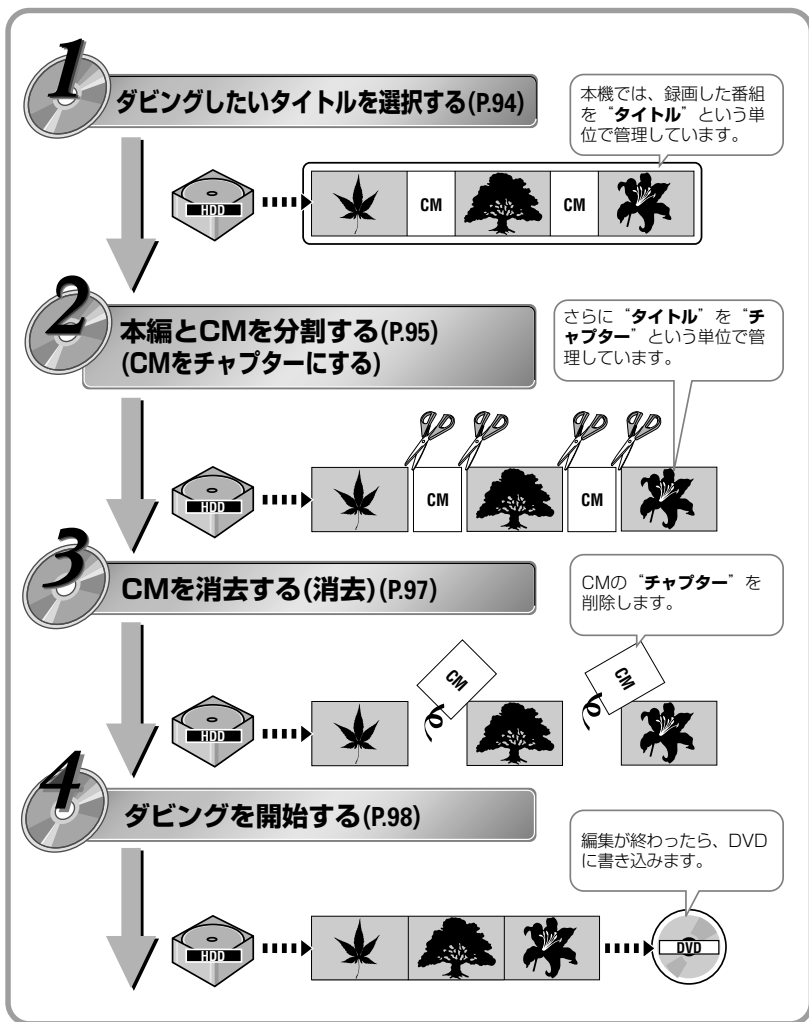 1
ダビングしたいタイトルを選択する(P.94)
本機では、録画した番組
を“タイトル”という単
位で管理しています。
HDD
CM
CM
2
本編とCMを分割する(P.95)
(CMをチャプターにする)
さらに“タイトル”を“チ
ャプター”という単位で管
理しています。
HDD
CM
CM
3
CMを消去する(消去)(P.97)
CMの“チャプター”を
削除します。
HDD
CM
CM
4
ダビングを開始する(P.98)
編集が終わったら、DVD
に書き込みます。
HDD
DVD